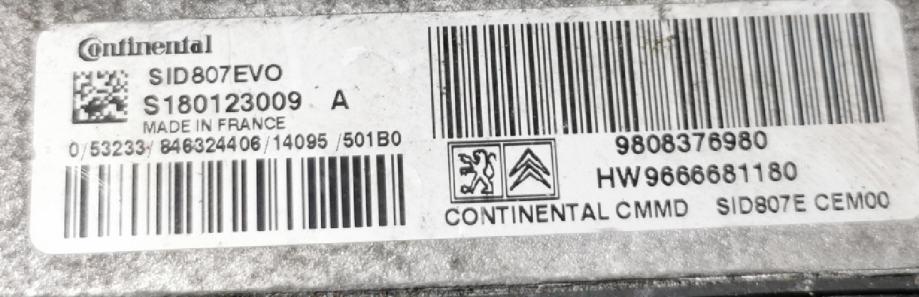 Continental
SID807EVO
S180123009 A
MADE IN FRANCE
0/53233/846324406/14095/501B0
9808376980
HW9666681180
CONTINENTAL CMMD SID807E CEM00